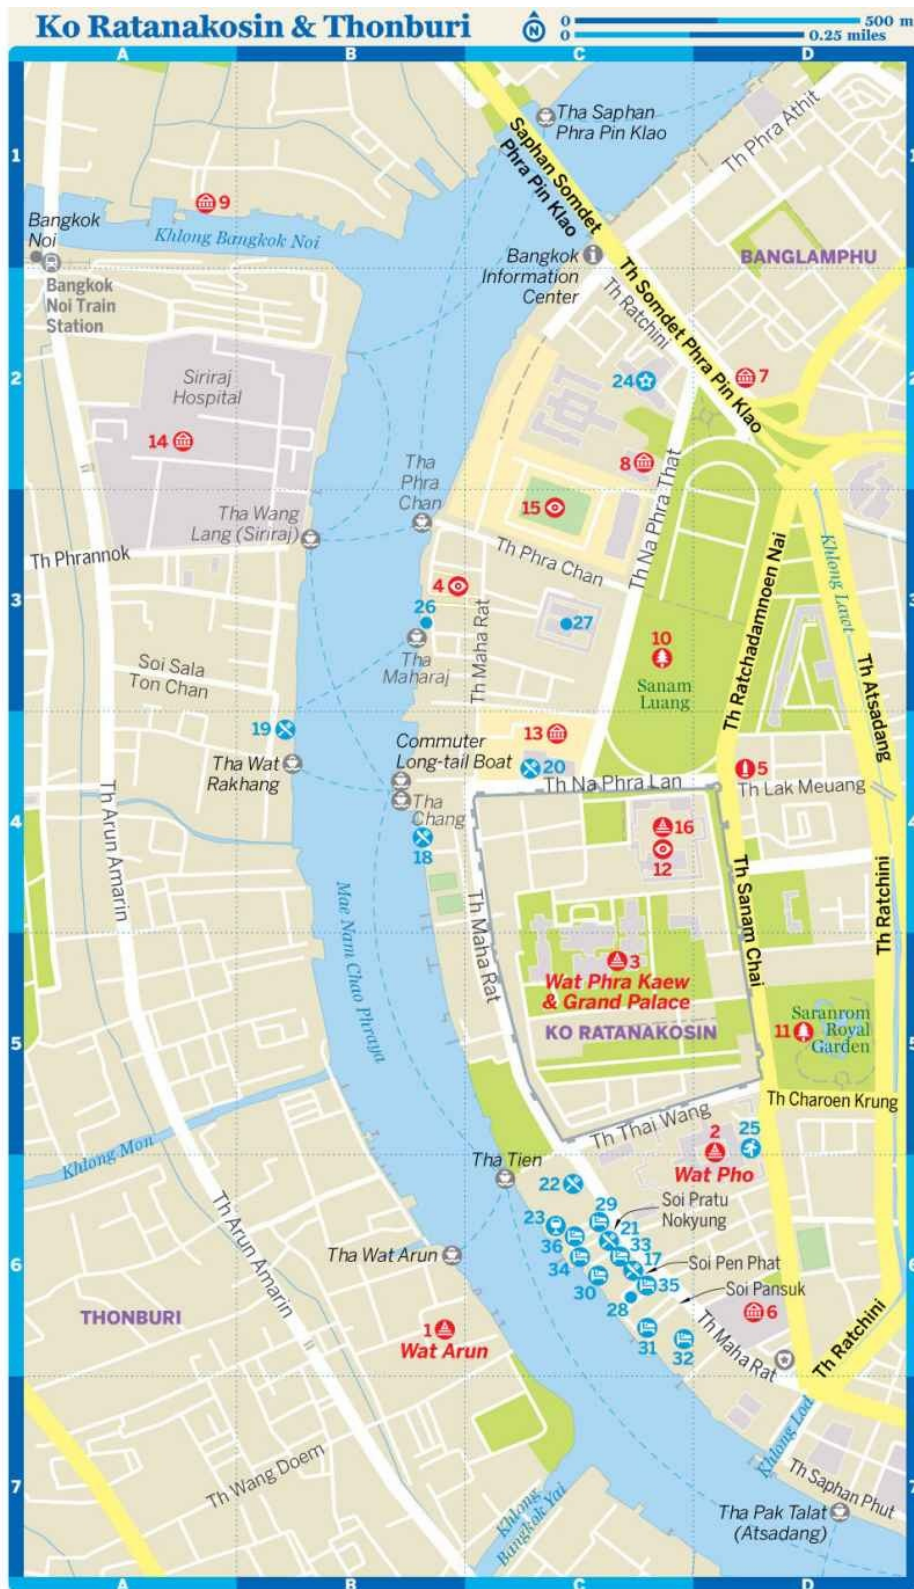 Ko Ratanakosin & Thonburi
N
0
500 m
0
0.25 miles
A
B
C
D
1
Tha Saphan
Phra Pin Klao
Saphan Somdet
Phra Pin Klao
Th Phra Athit
9
Khlong Bangkok Noi
Bangkok
Noi
Bangkok
Noi Train
Station
Bangkok
Information
Center
BANGLAMPHU
Th Ratchini
Th Somdet Phra Pin Klao
2
2
Siriraj
Hospital
14
24
7
8
Tha
Phra
Chan
Tha Wang
Lang (Siriraj)
15
Th Phra Chan
Th Na Phra That
Th Phrannok
Th Ratchadamnoen Nai
Khlong Lawt
3
3
4
26
Th Maha Rat
27
10
Sanam
Luang
Tha
Maharaj
Soi Sala
Ton Chan
Th Atsadang
19
Tha Wat
Rakhang
Commuter
Long-tail Boat
13
20
Th Na Phra Lan
5
Th Lak Meuang
Tha
Chang
18
16
12
4
4
Th Arun Amarin
Mae Nam Chao Phraya
Th Maha Rat
Th Sanam Chai
Th Ratchini
3
Wat Phra Kaew
& Grand Palace
KO RATANAKOSIN
Saranrom
Royal
Garden
11
5
5
Th Charoen Krung
Th Thai Wang
2
25
Wat Pho
Khlong Mon
Tha Tien
22
Soi Pratu
Nokyung
29
23
21
36
33
17
Soi Pen Phat
34
35
30
Soi Pansuk
28
6
31
32
Th Maha Rat
Th Ratchini
Tha Wat Arun
Th Arun Amarin
6
6
THONBURI
1
Wat Arun
Th Wang Doem
Khlong
Bangkok Yai
Khlong Lod
Th Saphan Phut
Tha Pak Talat
(Atsadang)
7
7
A
B
C
D